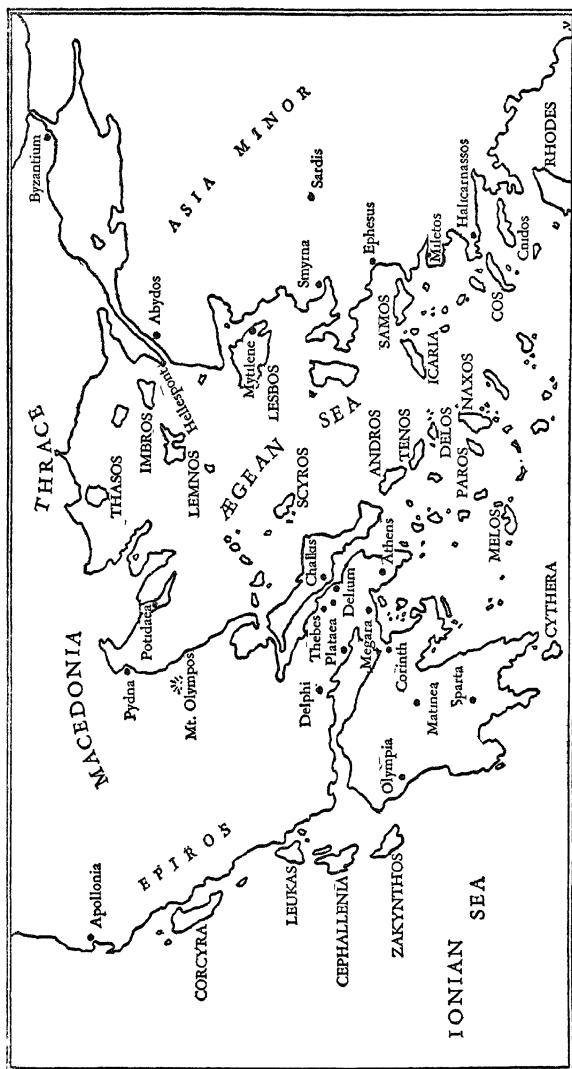 THRACE
MACEDONIA
Byzantium
Apollonia
Pydna
Potudaea
THASOS
IMBROS
Abydos
Hellespont
LEMNOS
Mt. Olympos
ASIA MINOR
EPIROS
CORCYRA
ÆGEAN SEA
Mytilene
LESBOS
Smyrna
Sardis
SCYROS
LEUKAS
CEPHALLENIA
Delphi
Thebes
Plataea
Chalkis
Delium
Megara
Athens
ANDROS
TENOS
Ephesus
SAMOS
ZAKYNTHOS
Olympia
Corinth
ICARIA
Miletos
DELOS
Matinea
Sparta
PAROS
NAXOS
MELOS
Halicarnassos
COS
Cnidos
RHODES
IONIAN SEA
CYTHERA